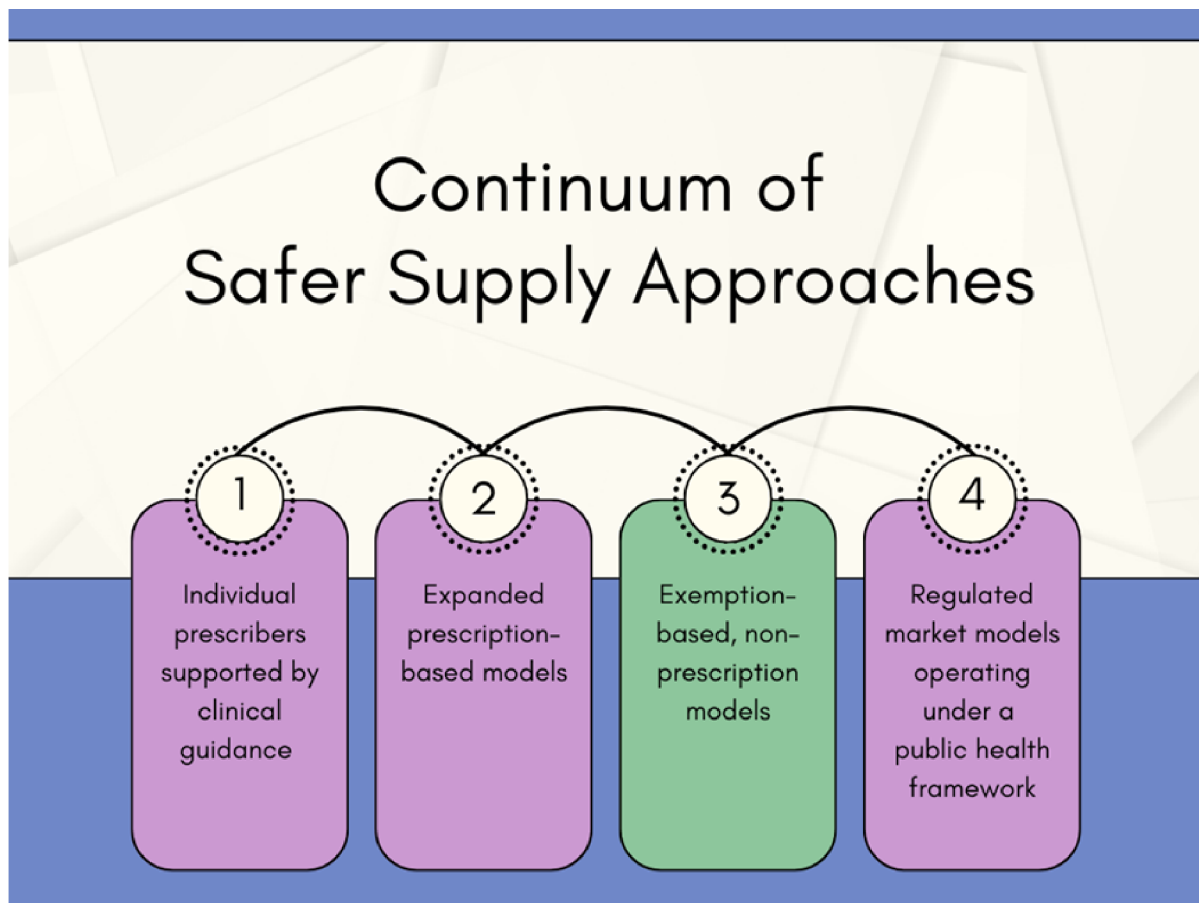 Continuum of
Safer Supply Approaches
1
Individual
prescribers
supported by
clinical
guidance
2
Expanded
prescription-
based models
3
Exemption-
based, non-
prescription
models
4
Regulated
market models
operating
under a
public health
framework